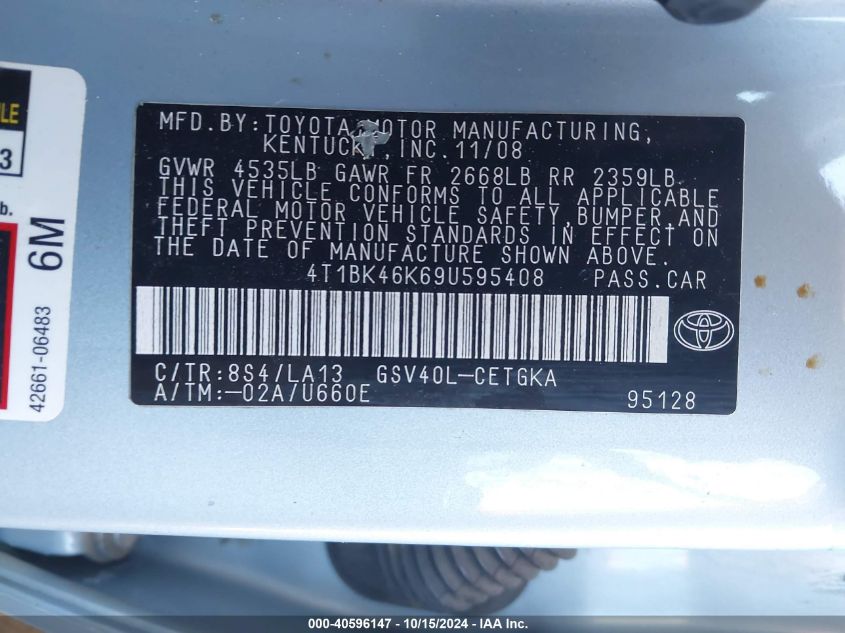 MFD.BY:TOYOTA MOTOR MANUFACTURING,
KENTUCKY, INC. 11/08
GVWR 4535LB GAWR FR 2668LB RR 2359LB
THIS VEHICLE CONFORMS TO ALL APPLICABLE
FEDERAL MOTOR VEHICLE SAFETY,BUMPER,AND
THEFT PREVENTION STANDARDS IN EFFECT ON
THE DATE OF MANUFACTURE SHOWN ABOVE.
4T1BK46K69U595408 PASS.CAR
C/TR:8S4/LA13 GSV40L-CETGKA
A/TM:-02A/U660E 95128
3
b.
6M
42661-06483
000-40596147 - 10/15/2024 - IAA Inc.